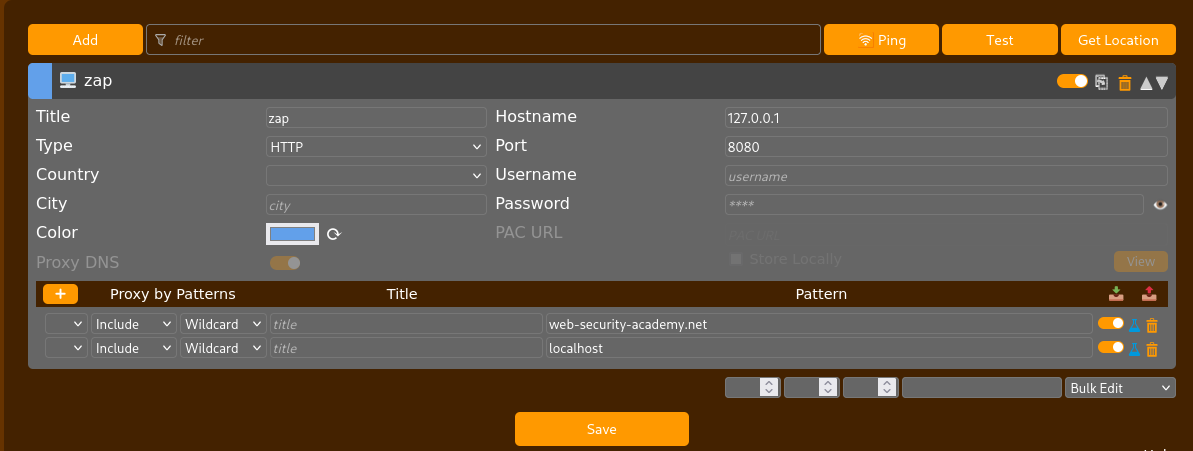 Add filter Ping Test Get Location
zap
Title zap Hostname 127.0.0.1
Type HTTP Port 8080
Country Username username
City city Password ****
Color PAC URL PAC URL
Proxy DNS Store Locally View
+ Proxy by Patterns Title Pattern
Include Wildcard title web-security-academy.net
Include Wildcard title localhost
Bulk Edit
Save